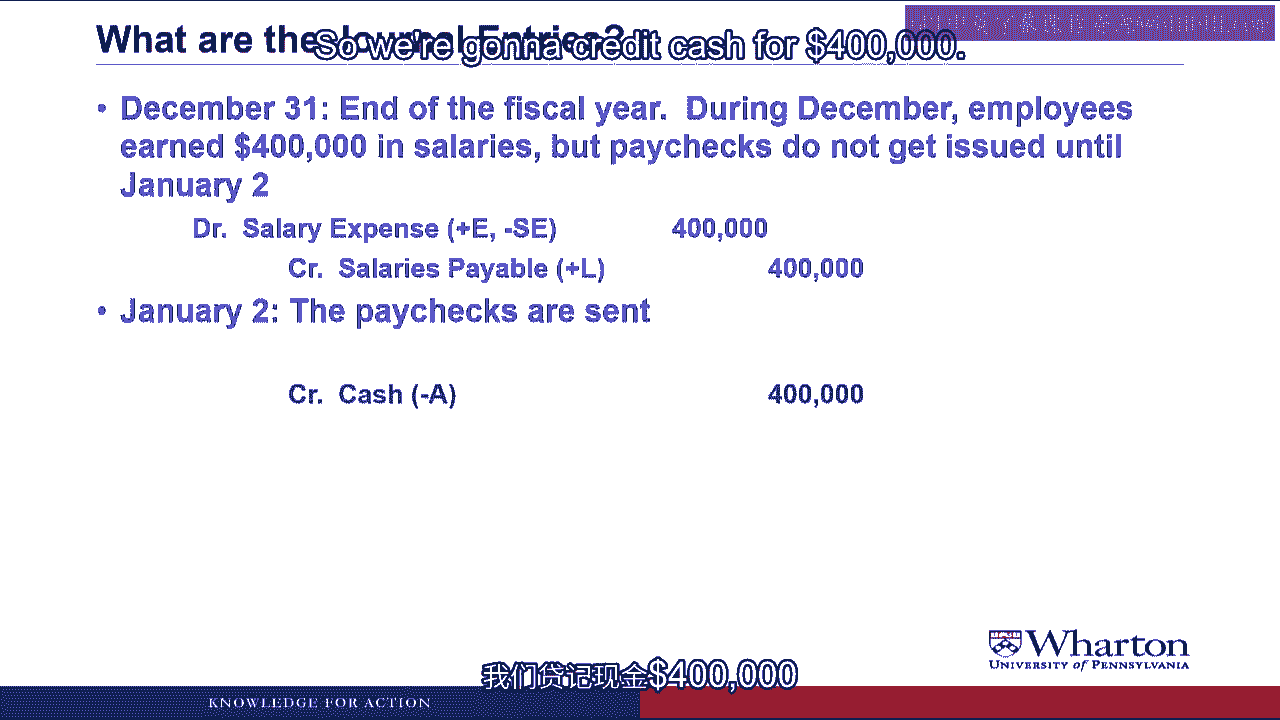 What are the Journal Entries?
So we're gonna credit cash for $400,000.
• December 31: End of the fiscal year. During December, employees
earned $400,000 in salaries, but paychecks do not get issued until
January 2
Dr. Salary Expense (+E, -SE) 400,000
Cr. Salaries Payable (+L) 400,000
• January 2: The paychecks are sent
Cr. Cash (-A) 400,000
Wharton
UNIVERSITY of PENNSYLVANIA
我们贷记现金$400,000
KNOWLEDGE FOR ACTION